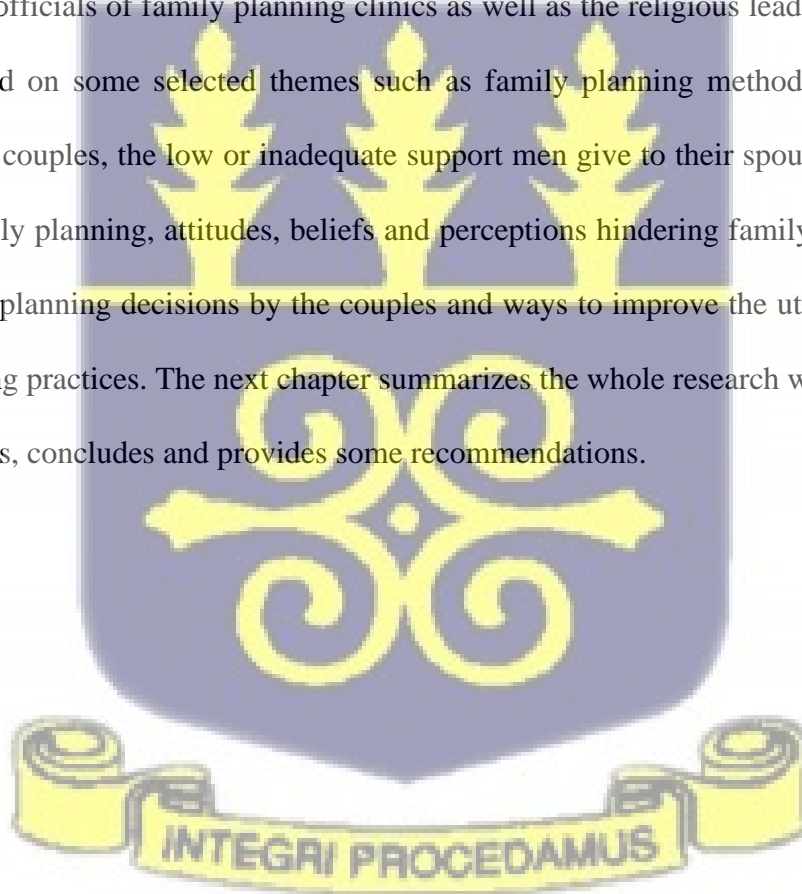 officials of family planning clinics as well as the religious lead
d on some selected themes such as family planning method
couples, the low or inadequate support men give to their spou
ly planning, attitudes, beliefs and perceptions hindering family
planning decisions by the couples and ways to improve the ut
ng practices. The next chapter summarizes the whole research w
s, concludes and provides some recommendations.
INTEGRI PROCEDAMUS